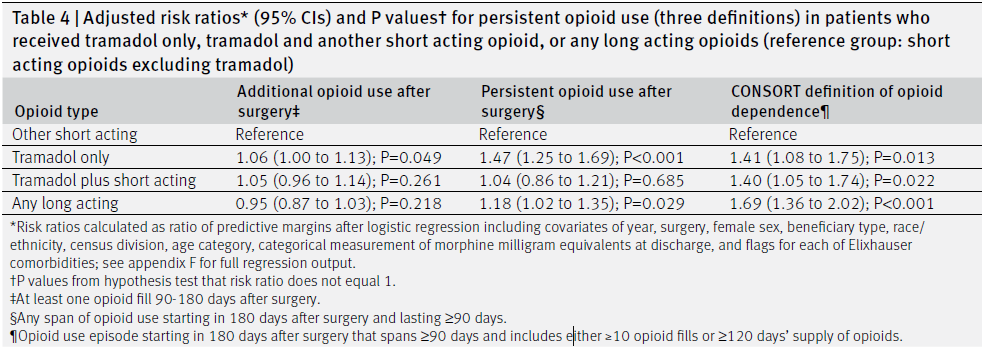 Table 4 | Adjusted risk ratios* (95% CIs) and P values† for persistent opioid use (three definitions) in patients who
received tramadol only, tramadol and another short acting opioid, or any long acting opioids (reference group: short
acting opioids excluding tramadol)
Opioid type Additional opioid use after surgery‡ Persistent opioid use after surgery§ CONSORT definition of opioid dependence¶
Other short acting Reference Reference Reference
Tramadol only 1.06 (1.00 to 1.13); P=0.049 1.47 (1.25 to 1.69); P<0.001 1.41 (1.08 to 1.75); P=0.013
Tramadol plus short acting 1.05 (0.96 to 1.14); P=0.261 1.04 (0.86 to 1.21); P=0.685 1.40 (1.05 to 1.74); P=0.022
Any long acting 0.95 (0.87 to 1.03); P=0.218 1.18 (1.02 to 1.35); P=0.029 1.69 (1.36 to 2.02); P<0.001
*Risk ratios calculated as ratio of predictive margins after logistic regression including covariates of year, surgery, female sex, beneficiary type, race/
ethnicity, census division, age category, categorical measurement of morphine milligram equivalents at discharge, and flags for each of Elixhauser
comorbidities; see appendix F for full regression output.
†P values from hypothesis test that risk ratio does not equal 1.
‡At least one opioid fill 90-180 days after surgery.
§Any span of opioid use starting in 180 days after surgery and lasting ≥90 days.
¶Opioid use episode starting in 180 days after surgery that spans ≥90 days and includes either ≥10 opioid fills or ≥120 days’ supply of opioids.